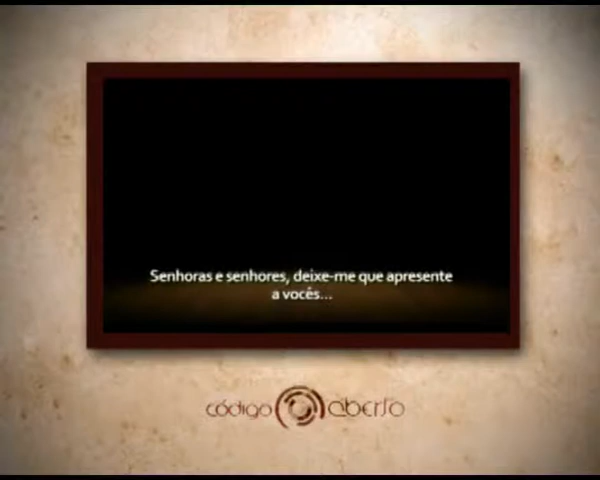 Senhoras e senhores, deixe-me que apresente
a vocês...
código aberto